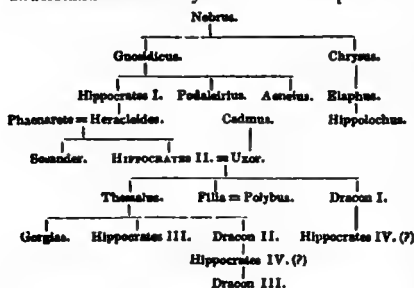 Nebrus.
Gnosidicus. Chrysus.
Hippocrates I. Podaleirius. Aeneius. Elaphus.
Phaenarete = Heracleides. Cadmus. Hippolochus.
Sosander. HIPPOCRATES II. = Uxor.
Thessalus. Filia = Polybus. Dracon I.
Gorgias. Hippocrates III. Dracon II. Hippocrates IV. (?)
Hippocrates IV. (?)
Dracon III.